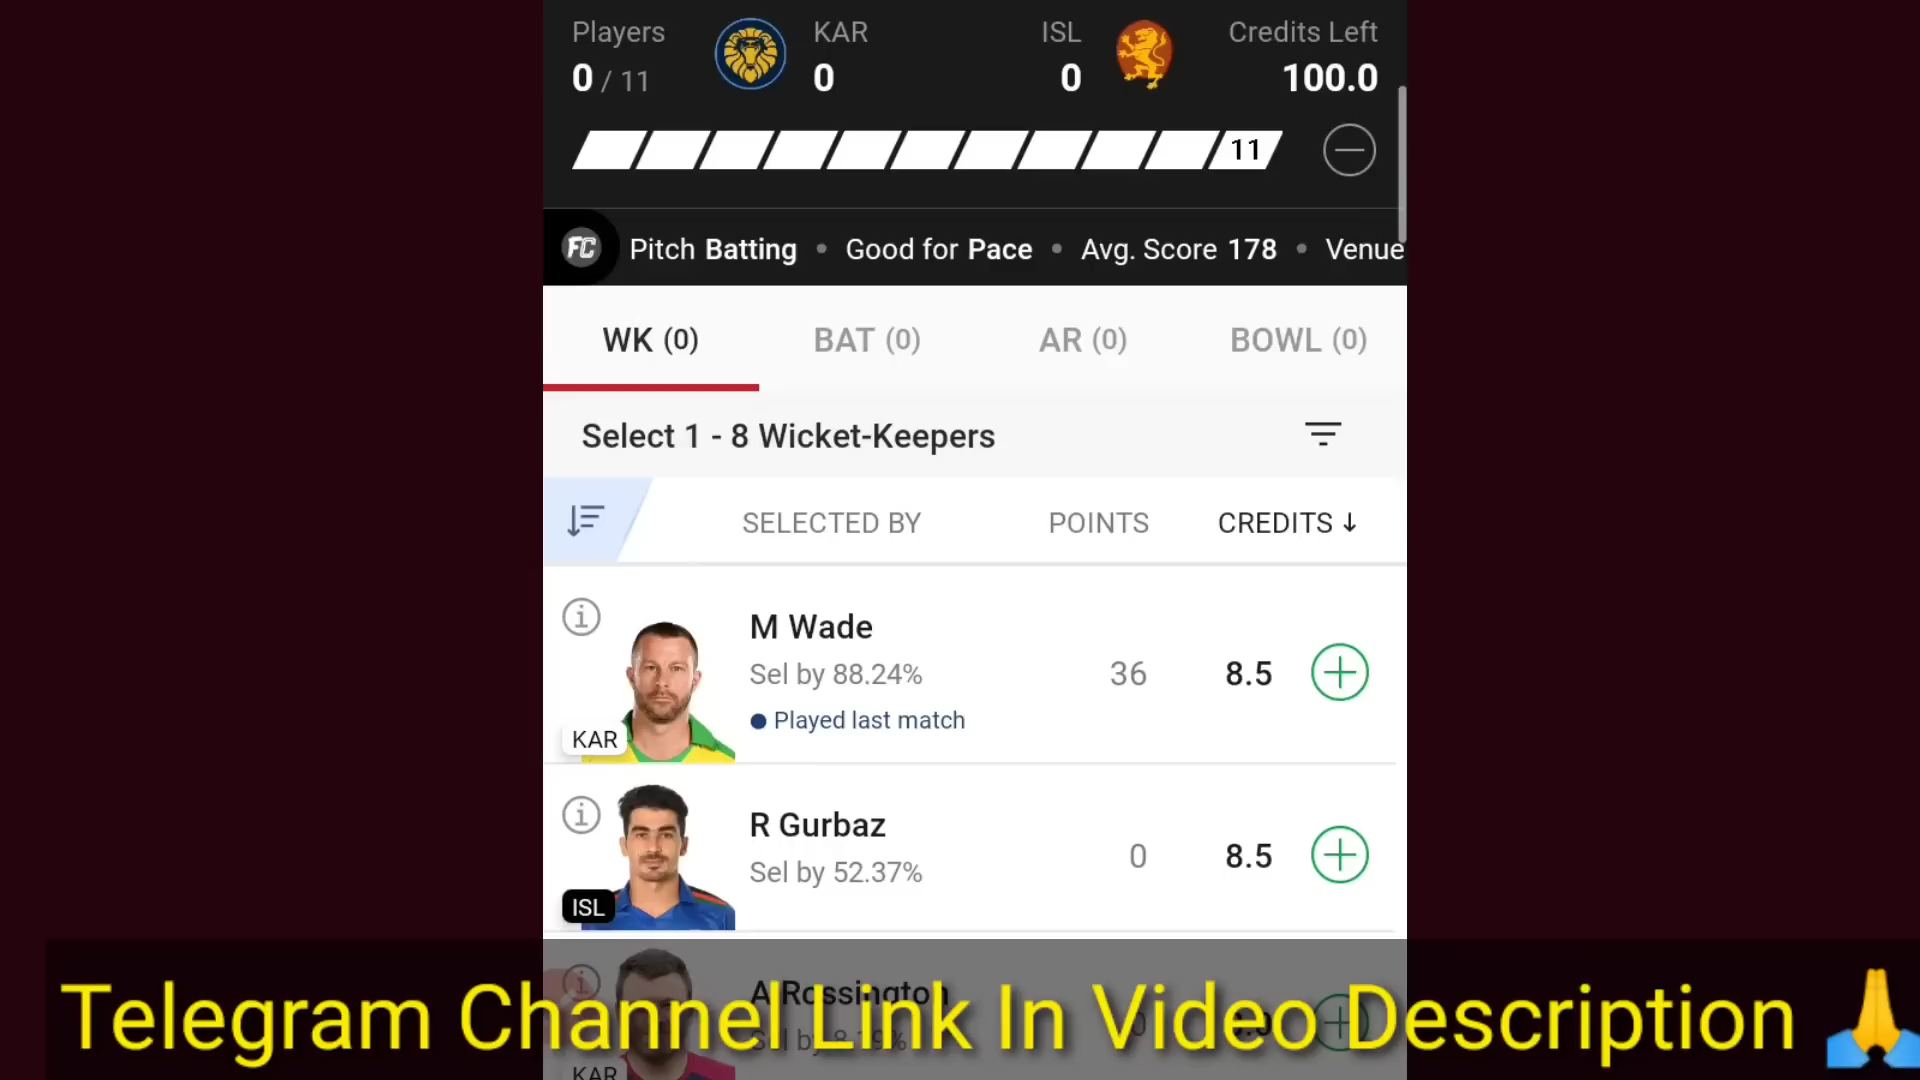 Players KAR ISL Credits Left
0 / 11 0 0 100.0
11
FC Pitch Batting • Good for Pace • Avg. Score 178 • Venue
WK (0) BAT (0) AR (0) BOWL (0)
Select 1 - 8 Wicket-Keepers
SELECTED BY POINTS CREDITS ↓
M Wade
Sel by 88.24% 36 8.5
Played last match
KAR
R Gurbaz
Sel by 52.37% 0 8.5
ISL
A Rossington
Telegram Channel Link In Video Description 🙏
Sel by
KAR